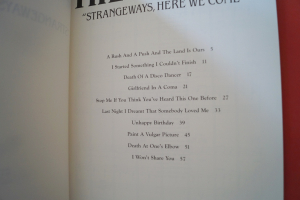 "STRANGEWAYS, HERE WE COME"
A Rush And A Push And The Land Is Ours 5
I Started Something I Couldn't Finish 11
Death Of A Disco Dancer 17
Girlfriend In A Coma 21
Stop Me If You Think You've Heard This One Before 27
Last Night I Dreamt That Somebody Loved Me 33
Unhappy Birthday 39
Paint A Vulgar Picture 45
Death At One's Elbow 51
I Won't Share You 57